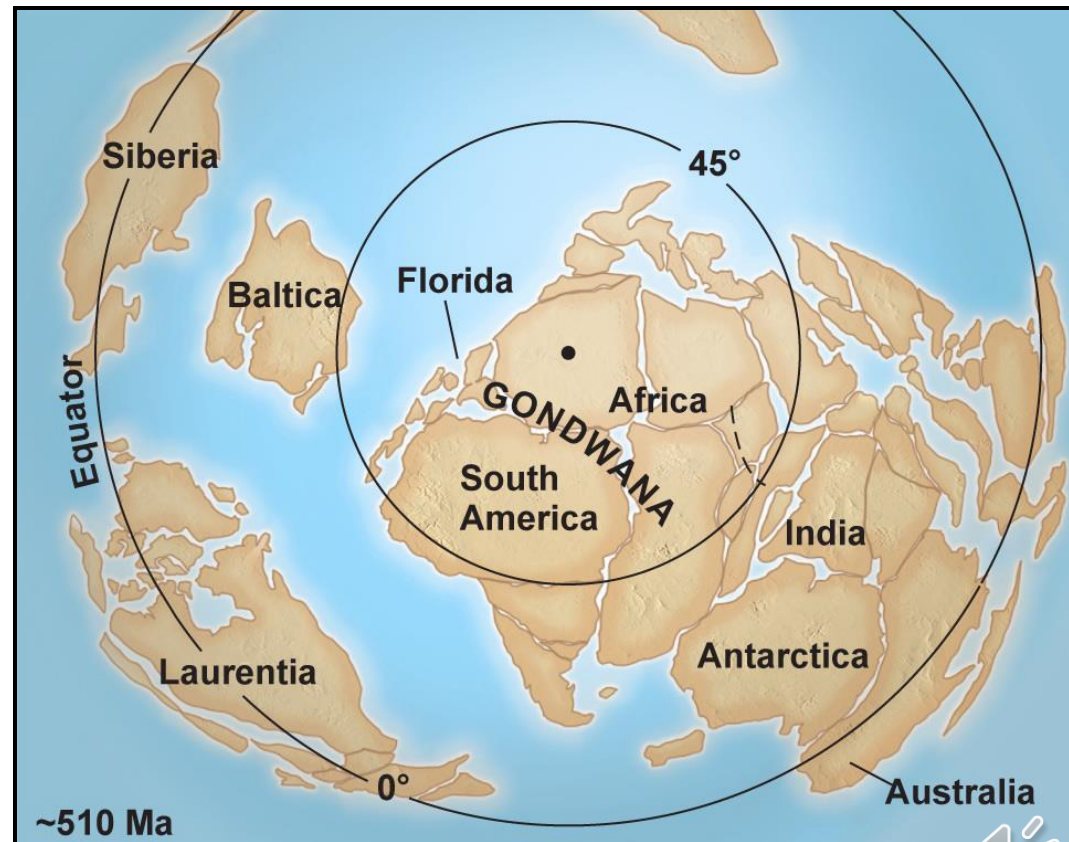 Siberia
45°
Florida
Baltica
Equator
Africa
GONDWANA
South
America
India
Antarctica
Laurentia
0°
Australia
~510 Ma